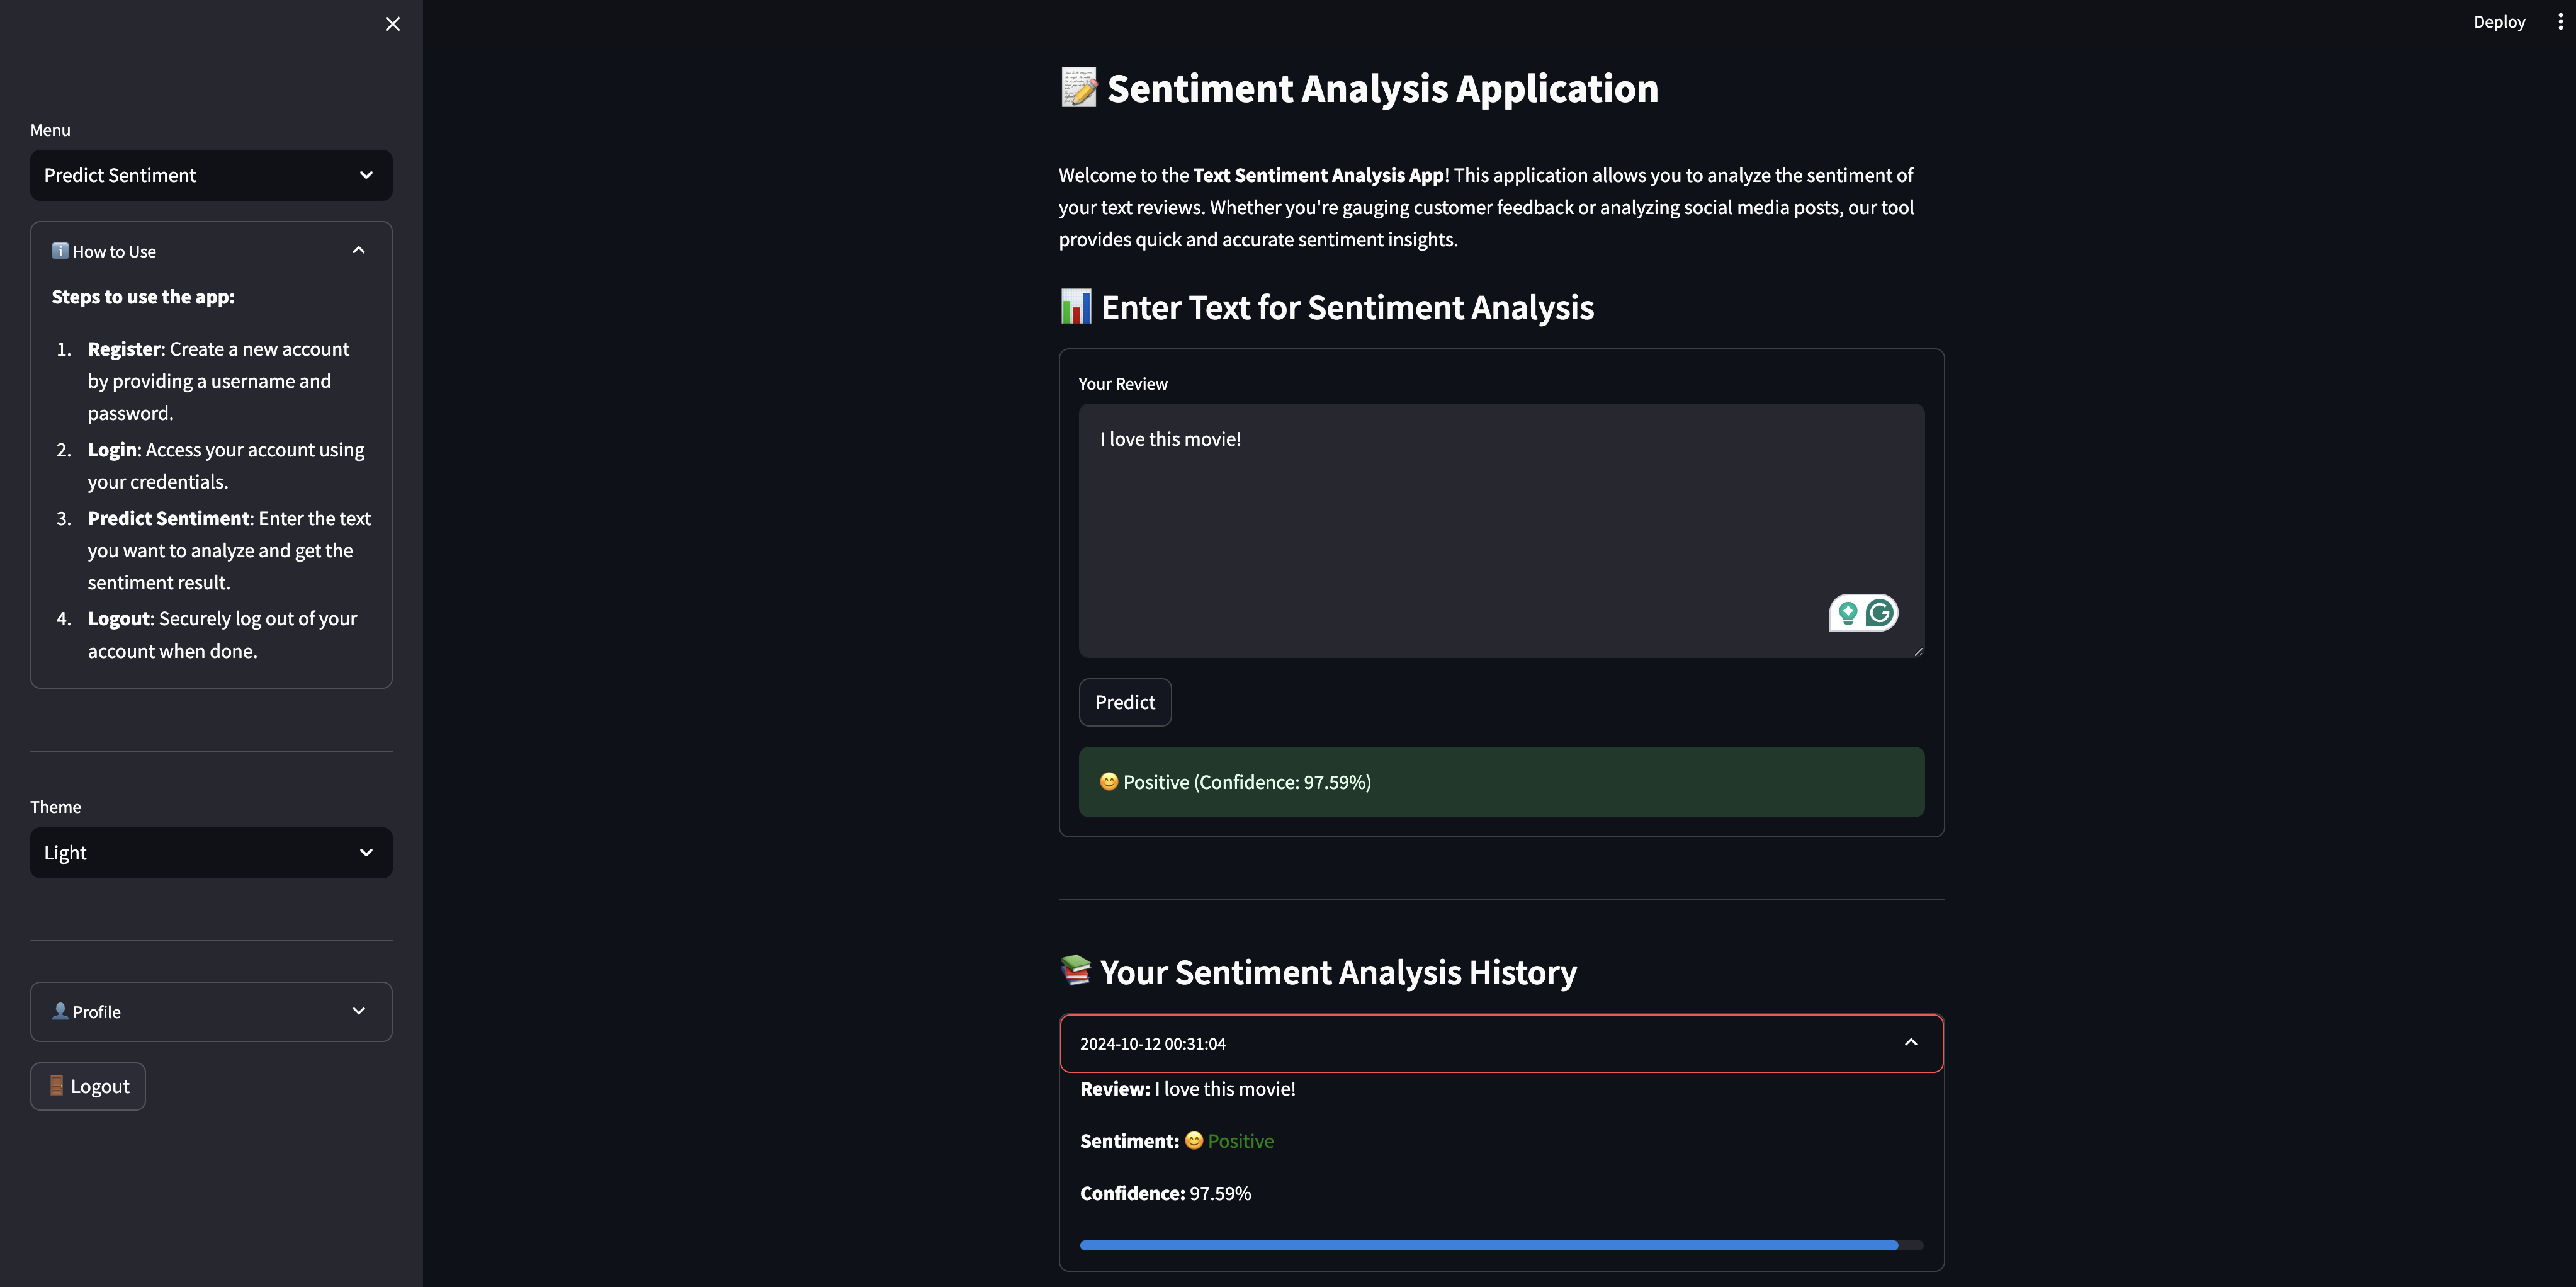 Deploy
Menu
Predict Sentiment
How to Use
Steps to use the app:
1. Register: Create a new account
by providing a username and
password.
2. Login: Access your account using
your credentials.
3. Predict Sentiment: Enter the text
you want to analyze and get the
sentiment result.
4. Logout: Securely log out of your
account when done.
Theme
Light
Profile
Logout
Sentiment Analysis Application
Welcome to the Text Sentiment Analysis App! This application allows you to analyze the sentiment of
your text reviews. Whether you're gauging customer feedback or analyzing social media posts, our tool
provides quick and accurate sentiment insights.
Enter Text for Sentiment Analysis
Your Review
I love this movie!
Predict
😊 Positive (Confidence: 97.59%)
Your Sentiment Analysis History
2024-10-12 00:31:04
Review: I love this movie!
Sentiment: 😊 Positive
Confidence: 97.59%